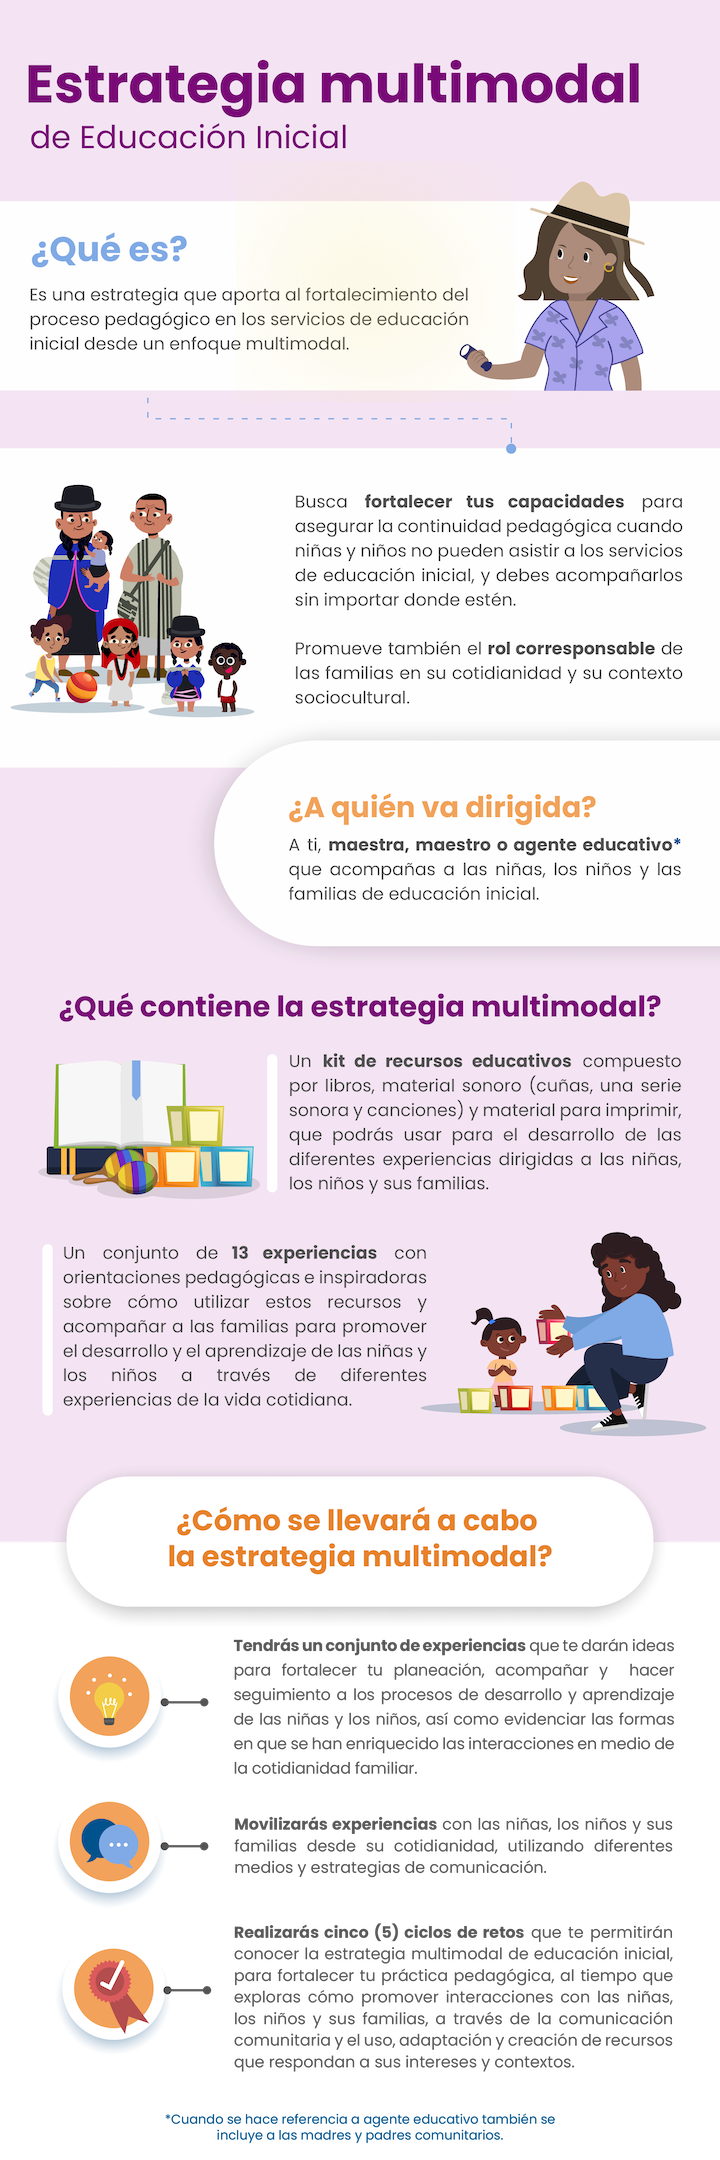 Estrategia multimodal
de Educación Inicial
¿Qué es?
Es una estrategia que aporta al fortalecimiento del
proceso pedagógico en los servicios de educación
inicial desde un enfoque multimodal.
Busca fortalecer tus capacidades para
asegurar la continuidad pedagógica cuando
niñas y niños no pueden asistir a los servicios
de educación inicial, y debes acompañarlos
sin importar donde estén.
Promueve también el rol corresponsable de
las familias en su cotidianidad y su contexto
sociocultural.
¿A quién va dirigida?
A ti, maestra, maestro o agente educativo*
que acompañas a las niñas, los niños y las
familias de educación inicial.
¿Qué contiene la estrategia multimodal?
Un kit de recursos educativos compuesto
por libros, material sonoro (cuñas, una serie
sonora y canciones) y material para imprimir,
que podrás usar para el desarrollo de las
diferentes experiencias dirigidas a las niñas,
los niños y sus familias.
Un conjunto de 13 experiencias con
orientaciones pedagógicas e inspiradoras
sobre cómo utilizar estos recursos y
acompañar a las familias para promover
el desarrollo y el aprendizaje de las niñas y
los niños a través de diferentes
experiencias de la vida cotidiana.
¿Cómo se llevará a cabo
la estrategia multimodal?
Tendrás un conjunto de experiencias que te darán ideas
para fortalecer tu planeación, acompañar y hacer
seguimiento a los procesos de desarrollo y aprendizaje
de las niñas y los niños, así como evidenciar las formas
en que se han enriquecido las interacciones en medio de
la cotidianidad familiar.
Movilizarás experiencias con las niñas, los niños y sus
familias desde su cotidianidad, utilizando diferentes
medios y estrategias de comunicación.
Realizarás cinco (5) ciclos de retos que te permitirán
conocer la estrategia multimodal de educación inicial,
para fortalecer tu práctica pedagógica, al tiempo que
exploras cómo promover interacciones con las niñas,
los niños y sus familias, a través de la comunicación
comunitaria y el uso, adaptación y creación de recursos
que respondan a sus intereses y contextos.
*Cuando se hace referencia a agente educativo también se
incluye a las madres y padres comunitarios.